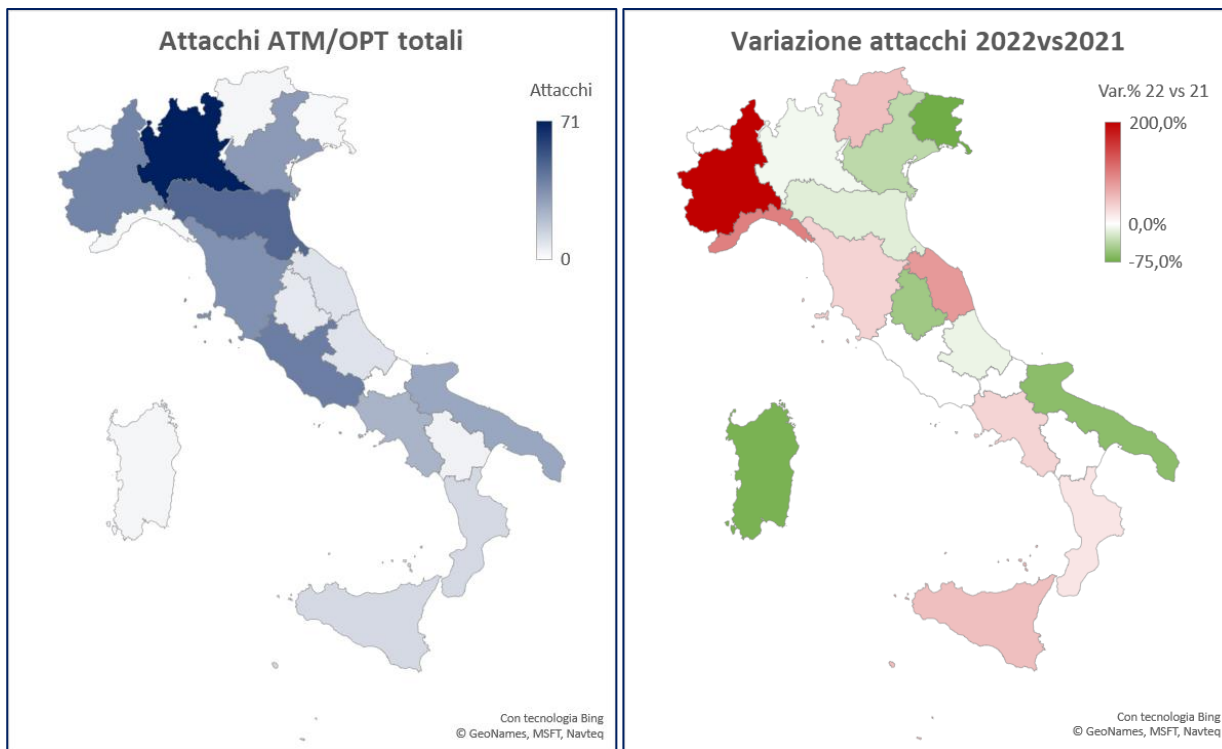 Attacchi ATM/OPT totali
Attacchi
71
0
Con tecnologia Bing
© GeoNames, MSFT, Navteq
Variazione attacchi 2022vs2021
Var.% 22 vs 21
200,0%
0,0%
-75,0%
Con tecnologia Bing
© GeoNames, MSFT, Navteq